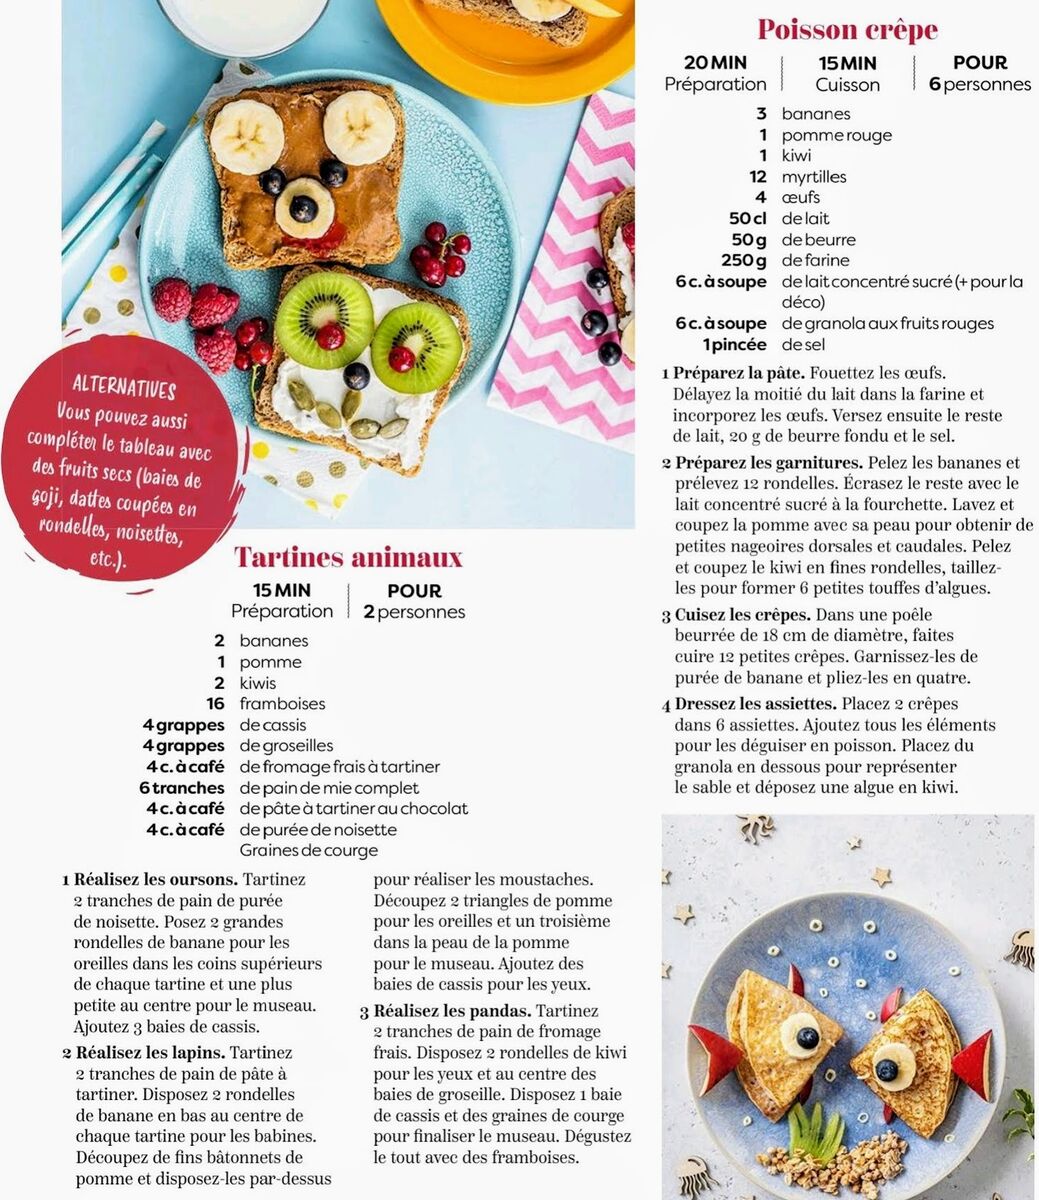 ALTERNATIVES
Vous pouvez aussi
compléter le tableau avec
des fruits secs (baies de
goji, dattes coupées en
rondelles, noisettes,
etc.).
Tartines animaux
15 MIN
Préparation
POUR
2 personnes
2 bananes
1 pomme
2 kiwis
16 framboises
4 grappes de cassis
4 grappes de groseilles
4 c. à café de fromage frais à tartiner
6 tranches de pain de mie complet
4 c. à café de pâte à tartiner au chocolat
4 c. à café de purée de noisette
Graines de courge
1 Réalisez les oursons. Tartinez
2 tranches de pain de purée
de noisette. Posez 2 grandes
rondelles de banane pour les
oreilles dans les coins supérieurs
de chaque tartine et une plus
petite au centre pour le museau.
Ajoutez 3 baies de cassis.
2 Réalisez les lapins. Tartinez
2 tranches de pain de pâte à
tartiner. Disposez 2 rondelles
de banane en bas au centre de
chaque tartine pour les babines.
Découpez de fins bâtonnets de
pomme et disposez-les par-dessus
pour réaliser les moustaches.
Découpez 2 triangles de pomme
pour les oreilles et un troisième
dans la peau de la pomme
pour le museau. Ajoutez des
baies de cassis pour les yeux.
3 Réalisez les pandas. Tartinez
2 tranches de pain de fromage
frais. Disposez 2 rondelles de kiwi
pour les yeux et au centre des
baies de groseille. Disposez 1 baie
de cassis et des graines de courge
pour finaliser le museau. Dégustez
le tout avec des framboises.
Poisson crêpe
20 MIN
Préparation
15 MIN
Cuisson
POUR
6 personnes
3 bananes
1 pomme rouge
1 kiwi
12 myrtilles
4 œufs
50 cl de lait
50 g de beurre
250 g de farine
6 c. à soupe de lait concentré sucré (+ pour la
déco)
6 c. à soupe de granola aux fruits rouges
1 pincée de sel
1 Préparez la pâte. Fouettez les œufs.
Délayez la moitié du lait dans la farine et
incorporez les œufs. Versez ensuite le reste
de lait, 20 g de beurre fondu et le sel.
2 Préparez les garnitures. Pelez les bananes et
prélevez 12 rondelles. Écrasez le reste avec le
lait concentré sucré à la fourchette. Lavez et
coupez la pomme avec sa peau pour obtenir de
petites nageoires dorsales et caudales. Pelez
et coupez le kiwi en fines rondelles, taillez-
les pour former 6 petites touffes d'algues.
3 Cuisez les crêpes. Dans une poêle
beurrée de 18 cm de diamètre, faites
cuire 12 petites crêpes. Garnissez-les de
purée de banane et pliez-les en quatre.
4 Dressez les assiettes. Placez 2 crêpes
dans 6 assiettes. Ajoutez tous les éléments
pour les déguiser en poisson. Placez du
granola en dessous pour représenter
le sable et déposez une algue en kiwi.